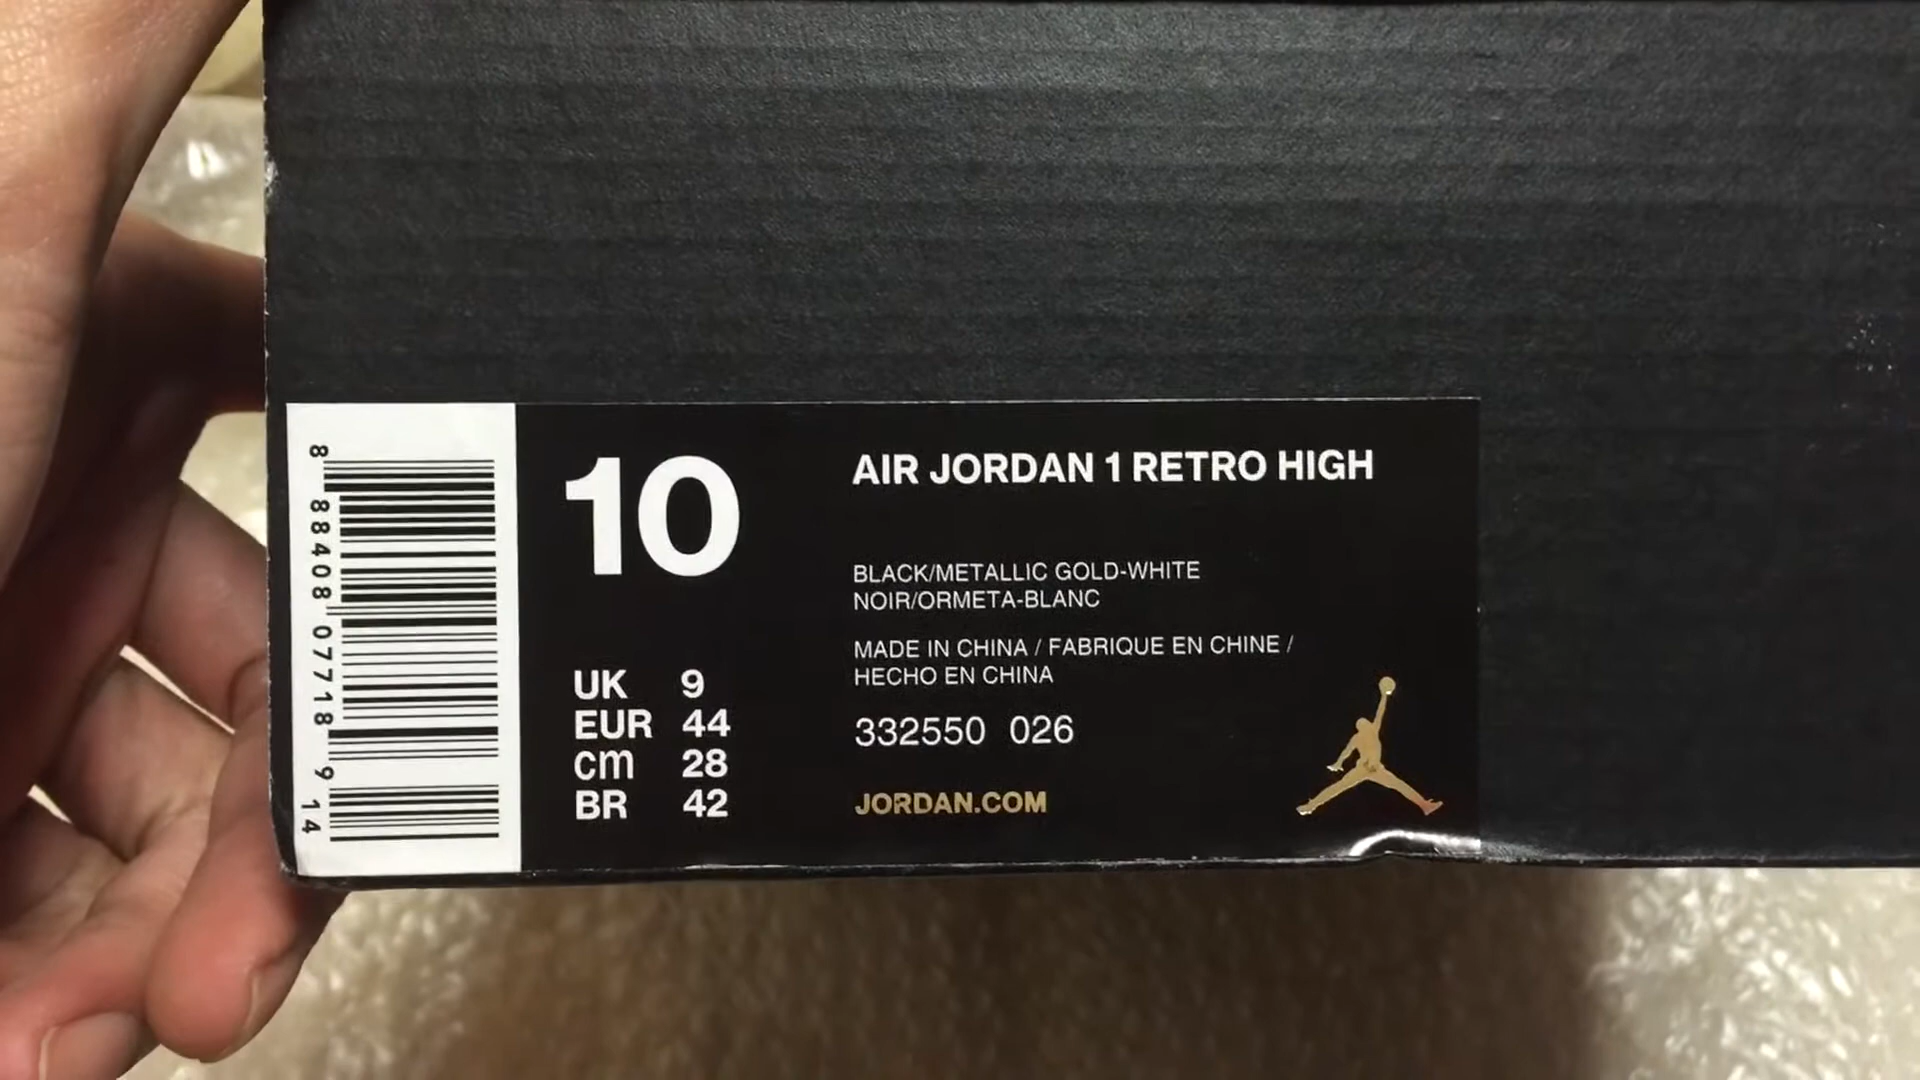 8 88408 07718 9 14
10
UK 9
EUR 44
cm 28
BR 42
AIR JORDAN 1 RETRO HIGH
BLACK/METALLIC GOLD-WHITE
NOIR/ORMETA-BLANC
MADE IN CHINA / FABRIQUE EN CHINE /
HECHO EN CHINA
332550 026
JORDAN.COM